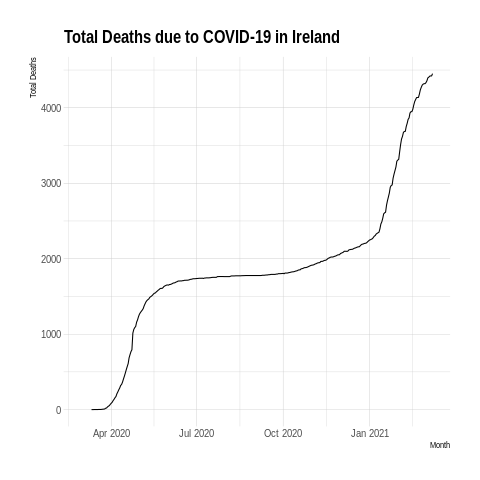 Total Deaths due to COVID-19 in Ireland
Total Deaths
4000
3000
2000
1000
0
Apr 2020 Jul 2020 Oct 2020 Jan 2021
Month